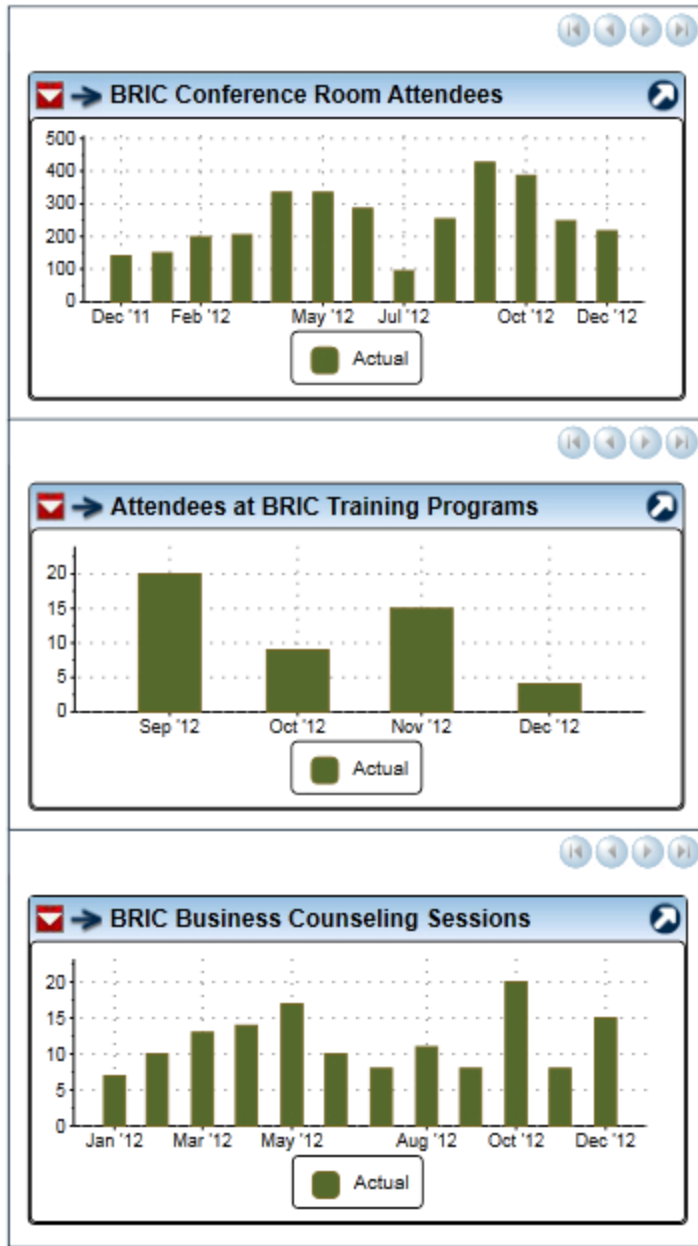 BRIC Conference Room Attendees
500
400
300
200
100
0
Dec '11 Feb '12 May '12 Jul '12 Oct '12 Dec '12
Actual
Attendees at BRIC Training Programs
20
15
10
5
0
Sep '12 Oct '12 Nov '12 Dec '12
Actual
BRIC Business Counseling Sessions
20
15
10
5
0
Jan '12 Mar '12 May '12 Aug '12 Oct '12 Dec '12
Actual